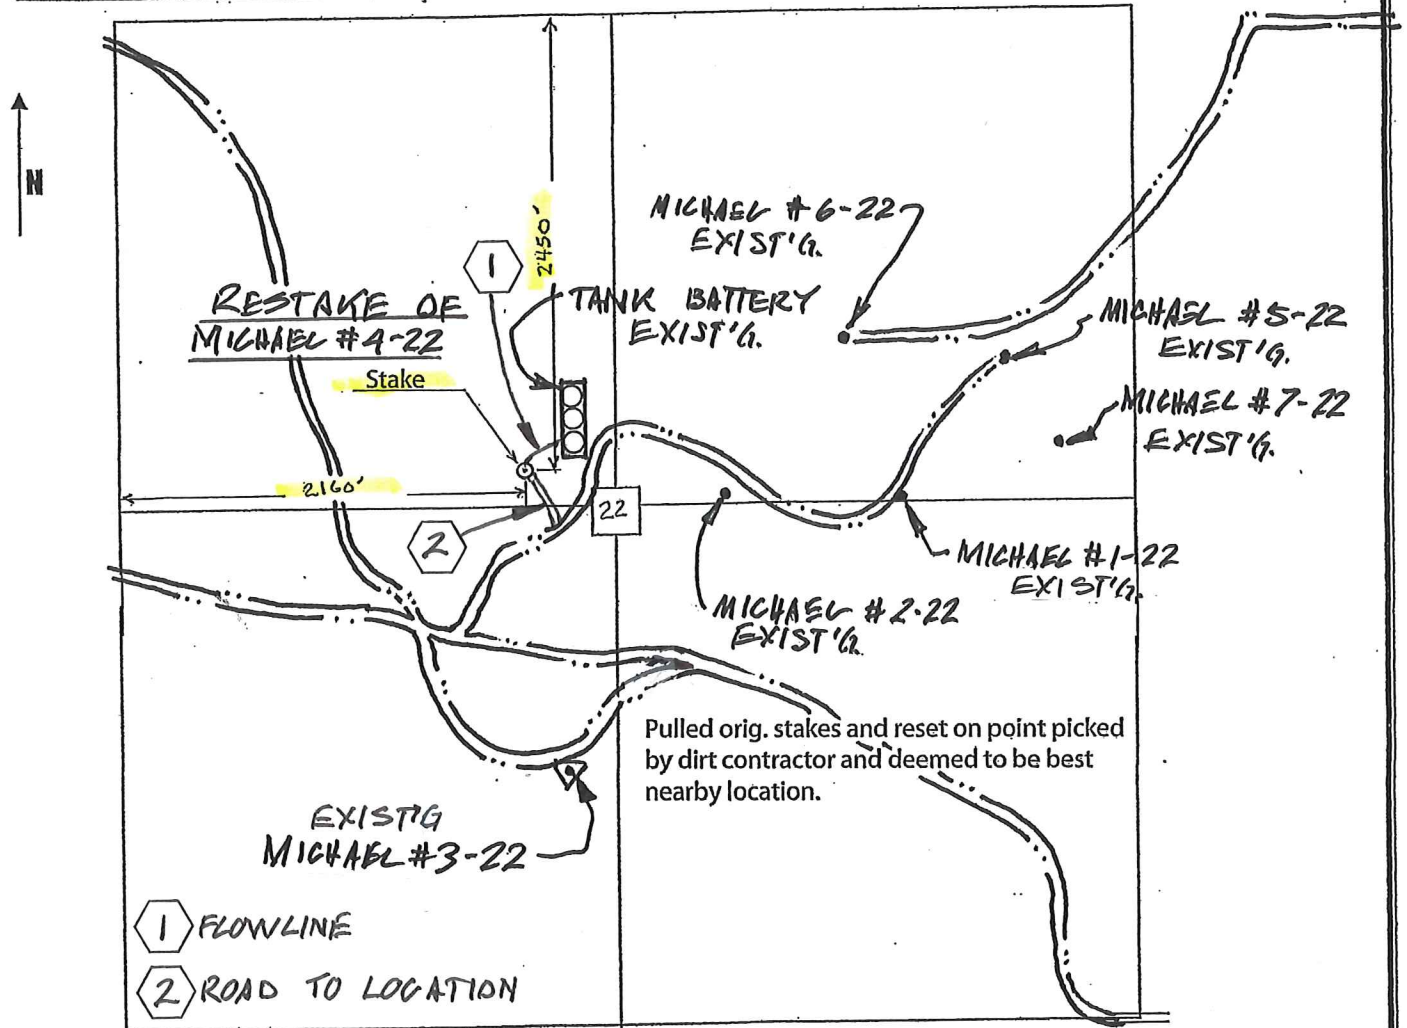 N
2450'
MICHAEL #6-22
EXIST'G.
1
RESTAKE OF
MICHAEL #4-22
TANK BATTERY
EXIST'G.
MICHAEL #5-22
EXIST'G.
Stake
MICHAEL #7-22
EXIST'G.
2160'
22
2
MICHAEL #1-22
EXIST'G.
MICHAEL #2-22
EXIST'G.
Pulled orig. stakes and reset on point picked
by dirt contractor and deemed to be best
nearby location.
EXIST'G
MICHAEL #3-22
1 FLOWLINE
2 ROAD TO LOCATION